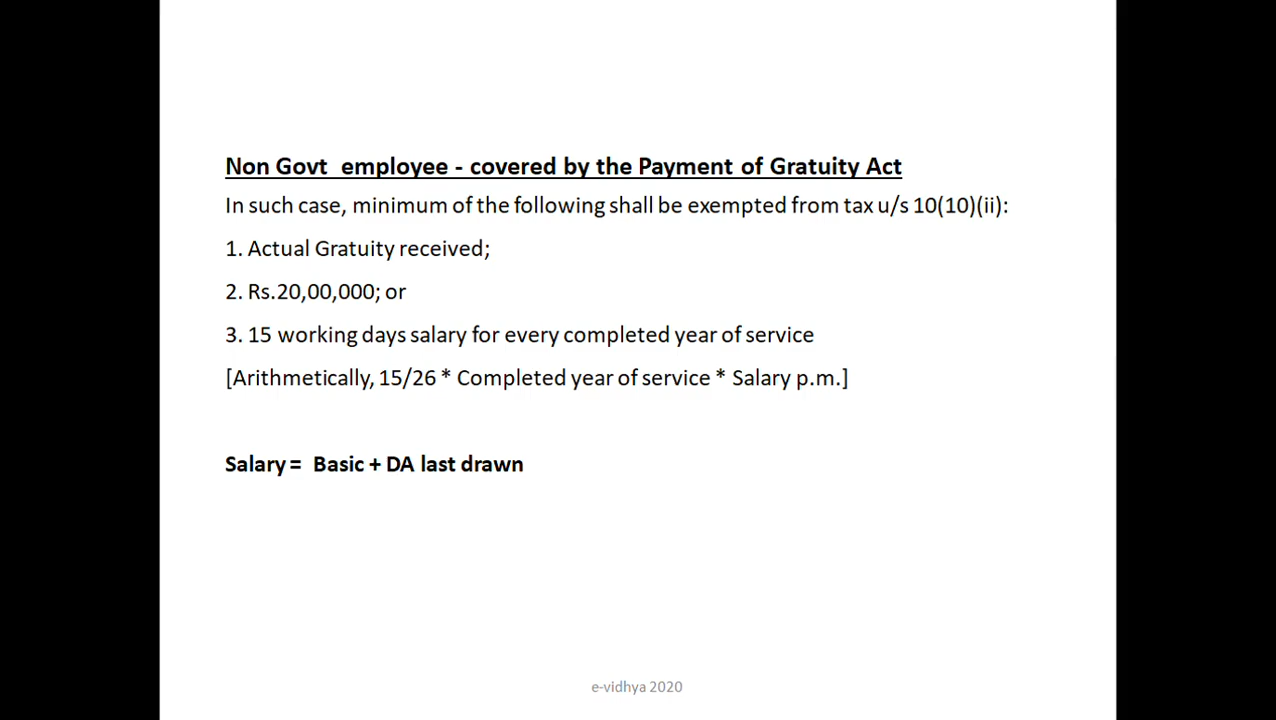 Non Govt employee - covered by the Payment of Gratuity Act
In such case, minimum of the following shall be exempted from tax u/s 10(10)(ii):
1. Actual Gratuity received;
2. Rs.20,00,000; or
3. 15 working days salary for every completed year of service
[Arithmetically, 15/26 * Completed year of service * Salary p.m.]
Salary = Basic + DA last drawn
e-vidhya 2020